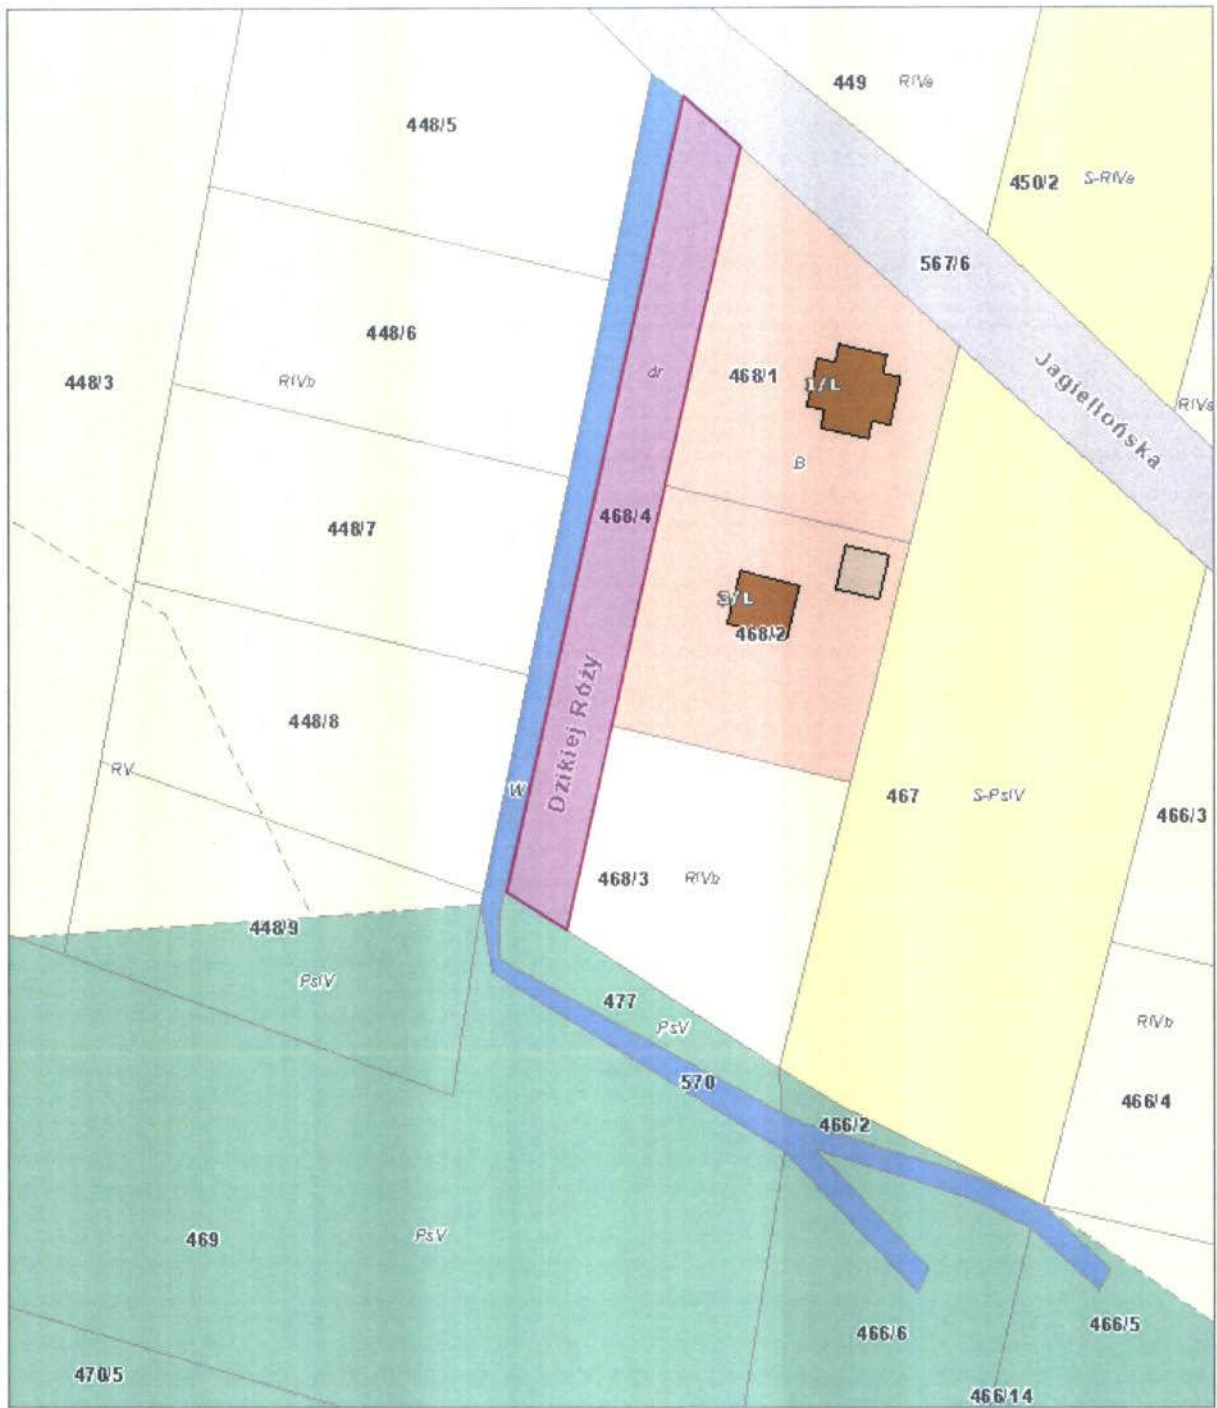 449 RIVa
448/5
450/2 S-RIVa
567/6
448/6
448/3 RIVb
dr
468/1 1/L
Jagiellońska
RIVa
B
468/4
448/7
3/L
468/2
Dzikiej Róży
448/8
RV
W
467 S-PsIV
466/3
468/3 RIVb
448/9
PsIV
477
PsV
RIVb
570
466/4
466/2
469 PsV
466/6
466/5
470/5
466/14